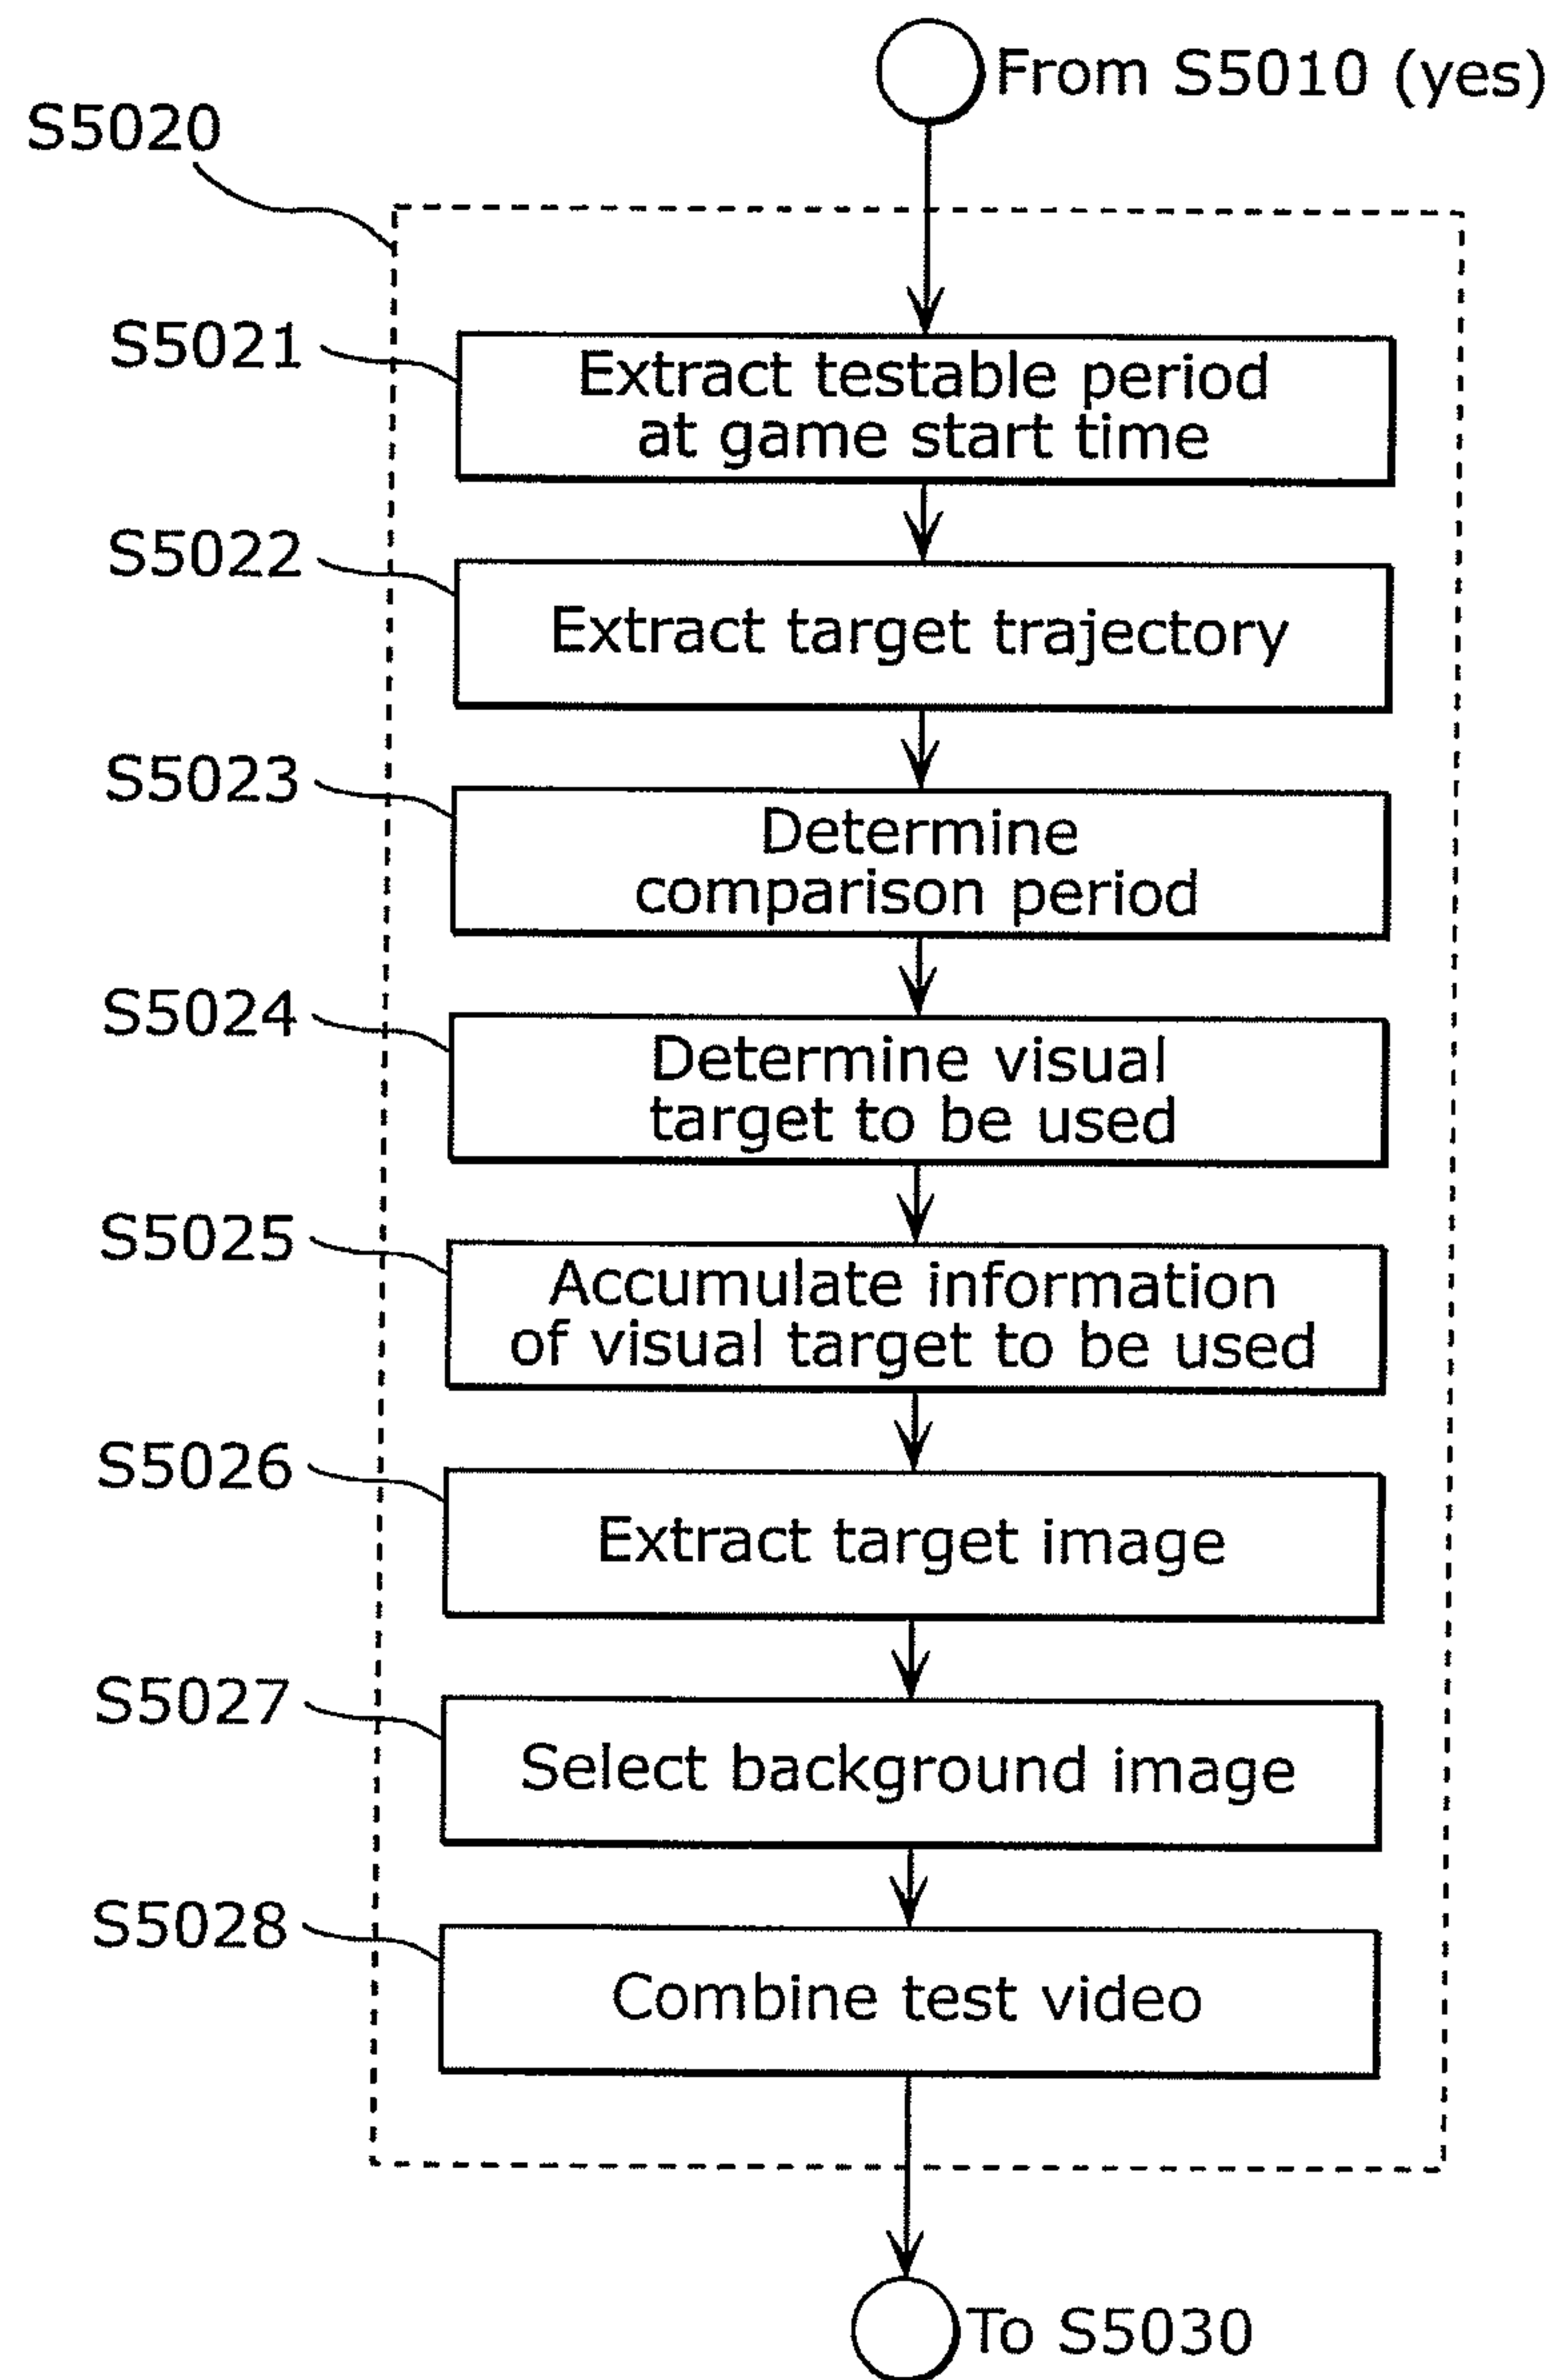 From S5010 (yes)
S5020
S5021
Extract testable period
at game start time
S5022
Extract target trajectory
S5023
Determine
comparison period
S5024
Determine visual
target to be used
S5025
Accumulate information
of visual target to be used
S5026
Extract target image
S5027
Select background image
S5028
Combine test video
To S5030